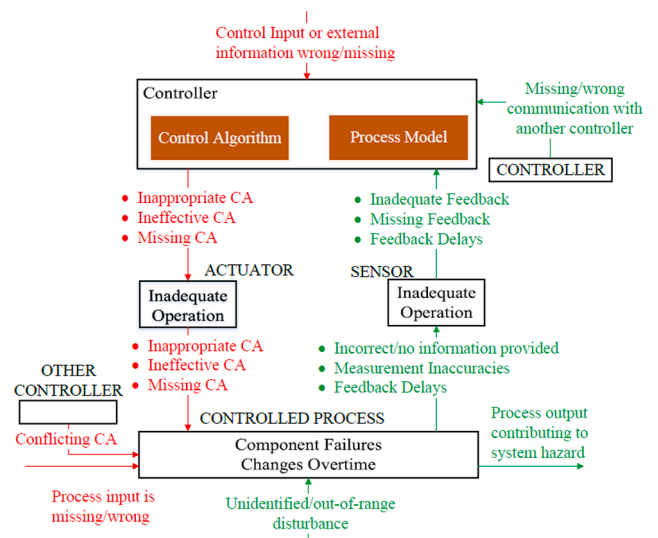 Control Input or external
information wrong/missing
Controller
Control Algorithm
Process Model
Missing/wrong
communication with
another controller
CONTROLLER
• Inappropriate CA
• Ineffective CA
• Missing CA
• Inadequate Feedback
• Missing Feedback
• Feedback Delays
ACTUATOR
SENSOR
Inadequate
Operation
Inadequate
Operation
• Inappropriate CA
• Ineffective CA
• Missing CA
• Incorrect/no information provided
• Measurement Inaccuracies
• Feedback Delays
OTHER
CONTROLLER
Conflicting CA
CONTROLLED PROCESS
Component Failures
Changes Overtime
Process output
contributing to
system hazard
Process input is
missing/wrong
Unidentified/out-of-range
disturbance